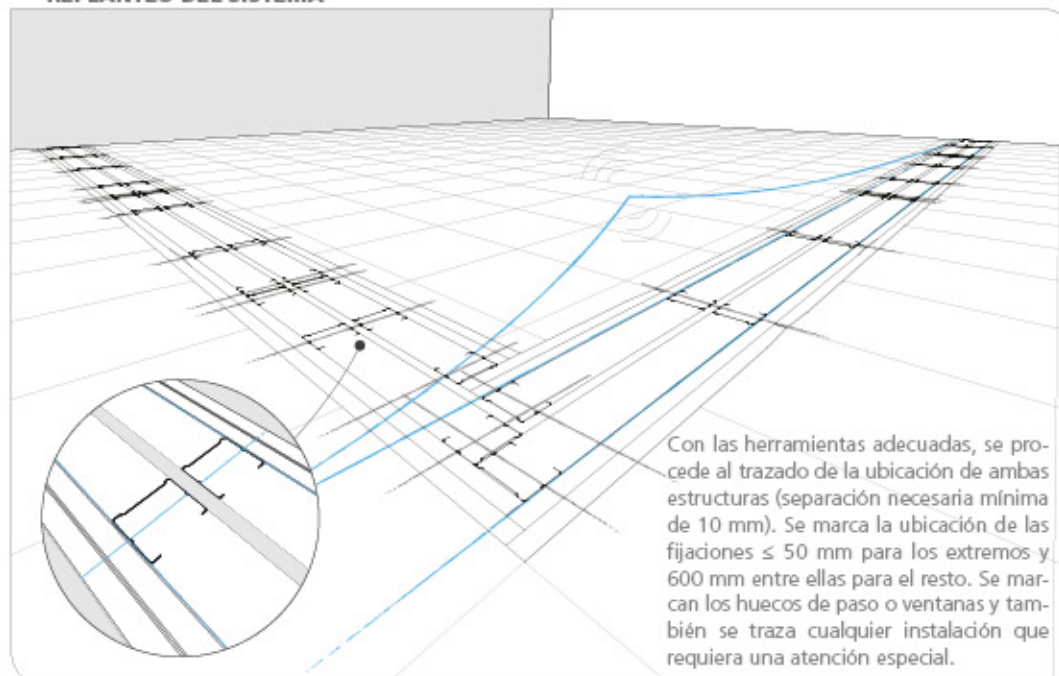 REPLANTEO DEL SISTEMA
Con las herramientas adecuadas, se pro-
cede al trazado de la ubicación de ambas
estructuras (separación necesaria mínima
de 10 mm). Se marca la ubicación de las
fijaciones ≤ 50 mm para los extremos y
600 mm entre ellas para el resto. Se mar-
can los huecos de paso o ventanas y tam-
bién se traza cualquier instalación que
requiera una atención especial.